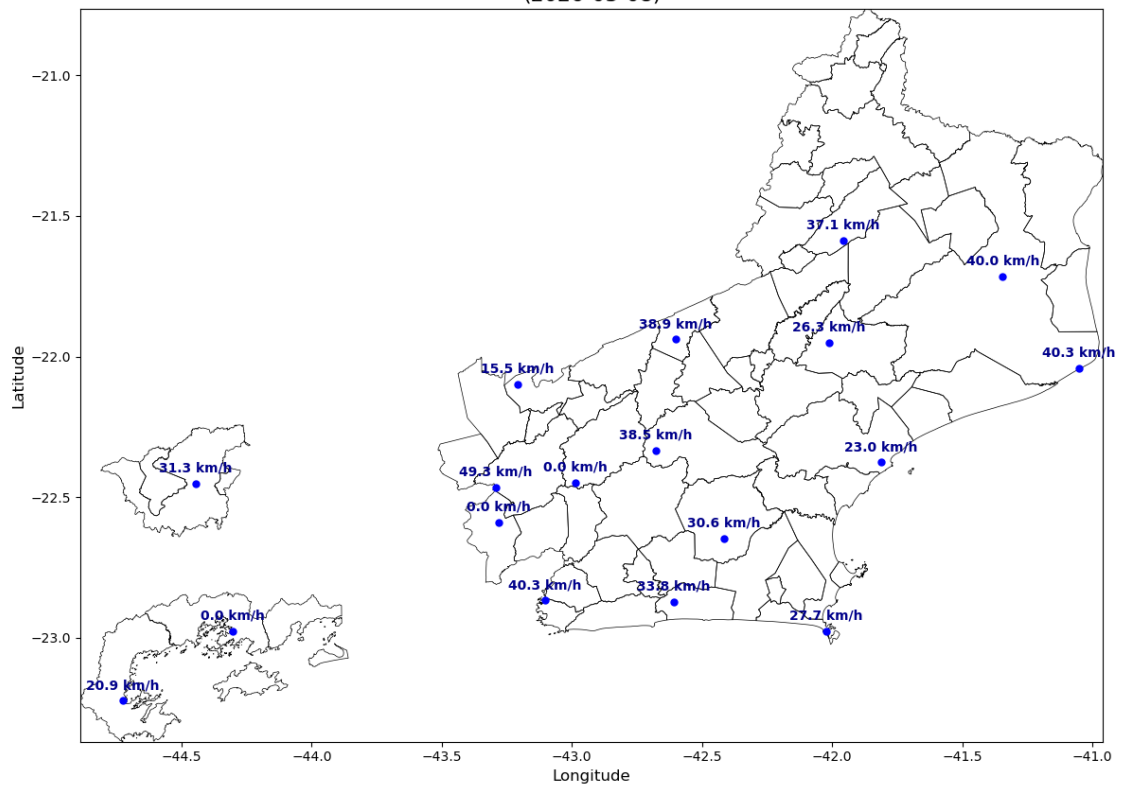 −21.0
−21.5
37.1 km/h
40.0 km/h
38.9 km/h
26.3 km/h
−22.0
40.3 km/h
15.5 km/h
38.5 km/h
23.0 km/h
31.3 km/h
49.3 km/h
0.0 km/h
−22.5
0.0 km/h
30.6 km/h
40.3 km/h
33.8 km/h
0.0 km/h
27.7 km/h
−23.0
20.9 km/h
Latitude
−44.5 −44.0 −43.5 −43.0 −42.5 −42.0 −41.5 −41.0
Longitude